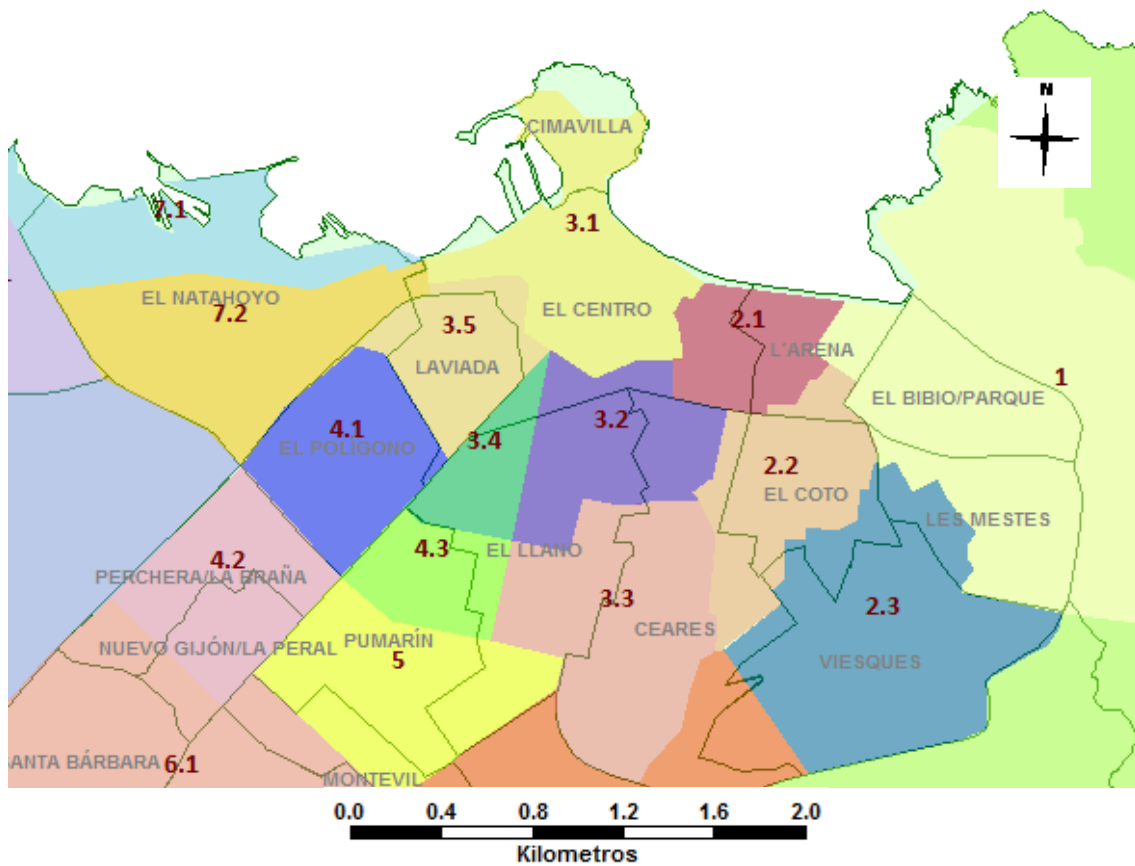 N
CIMAVILLA
7.1
3.1
EL NATAHOYO
7.2
EL CENTRO
3.5
2.1
LAVIADA
L'ARENA
1
EL BIBIO/PARQUE
4.1
EL POLÍGONO
3.4
3.2
2.2
EL COTO
LES MESTES
4.3
EL LLANO
4.2
PERCHERA/LA BRAÑA
3.3
2.3
CEARES
NUEVO GIJÓN/LA PERAL
PUMARÍN
5
VIESQUES
SANTA BÁRBARA
6.1
MONTEVIL
0.0 0.4 0.8 1.2 1.6 2.0
Kilometros